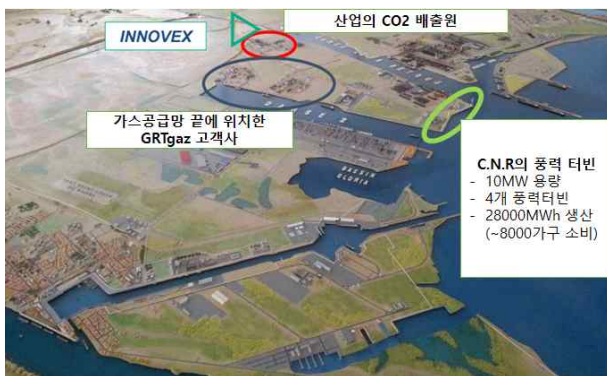 산업의 CO2 배출원
INNOVEX
가스공급망 끝에 위치한
GRTgaz 고객사
DARSE 2
BASSIN
GLORIA
C.N.R의 풍력 터빈
- 10MW 용량
- 4개 풍력터빈
- 28000MWh 생산
(~8000가구 소비)